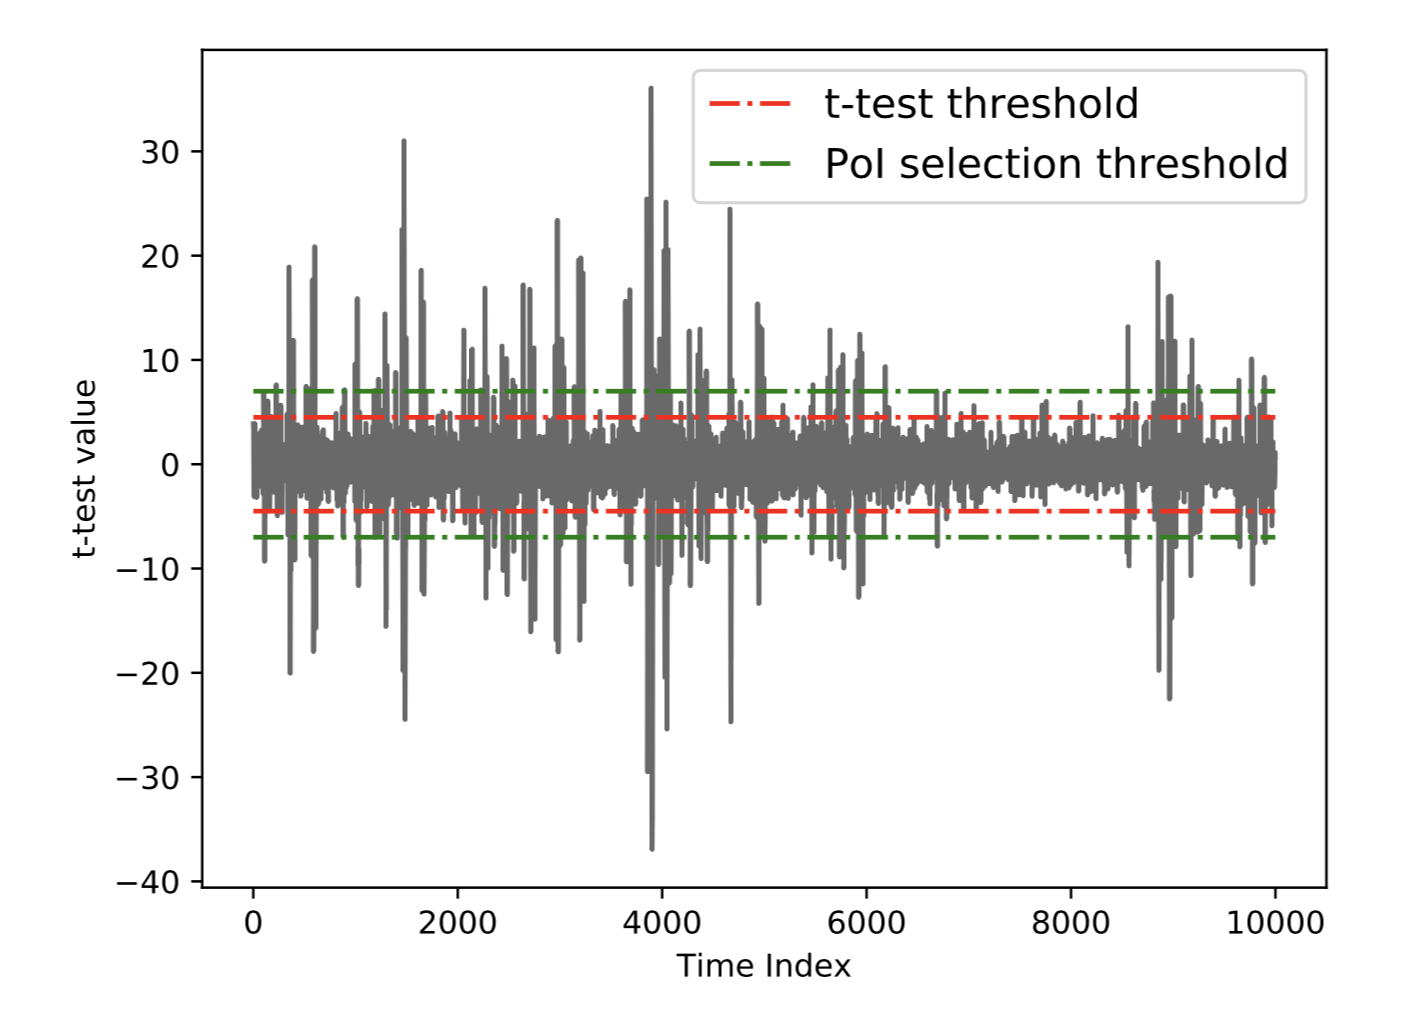 t-test threshold
PoI selection threshold
30
20
10
0
−10
−20
−30
−40
t-test value
0 2000 4000 6000 8000 10000
Time Index